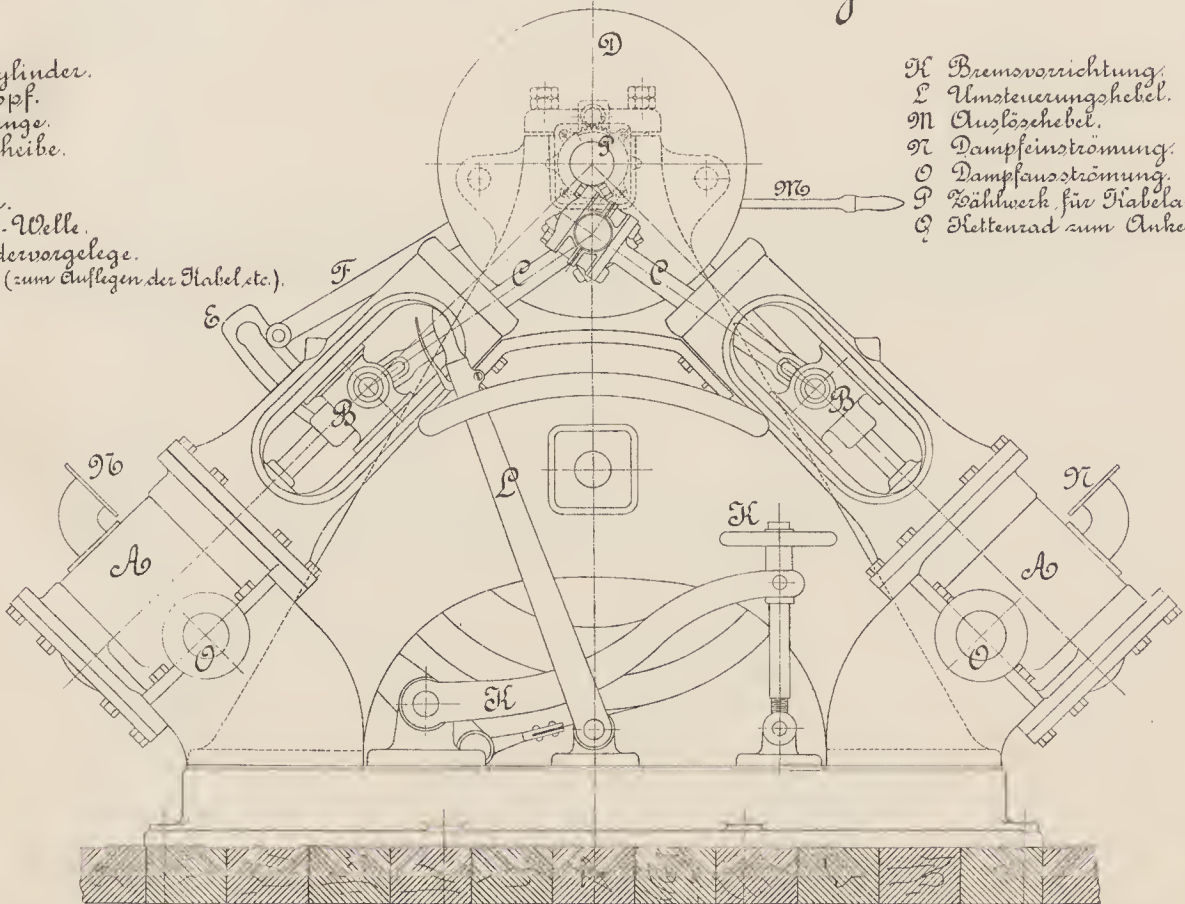 ylinder.
opf.
ange.
heibe.
.
-Welle.
dervorgelege.
(zum Auflegen der Kabel etc.).
K Bremsvorrichtung.
L Umsteuerungshebel.
M Auslösehebel.
N Dampfeinströmung.
O Dampfausströmung.
P Zählwerk für Kabela
Q Kettenrad zum Anke
D
P
M
F
C
C
E
B
B
N
L
N
K
A
A
O
O
K